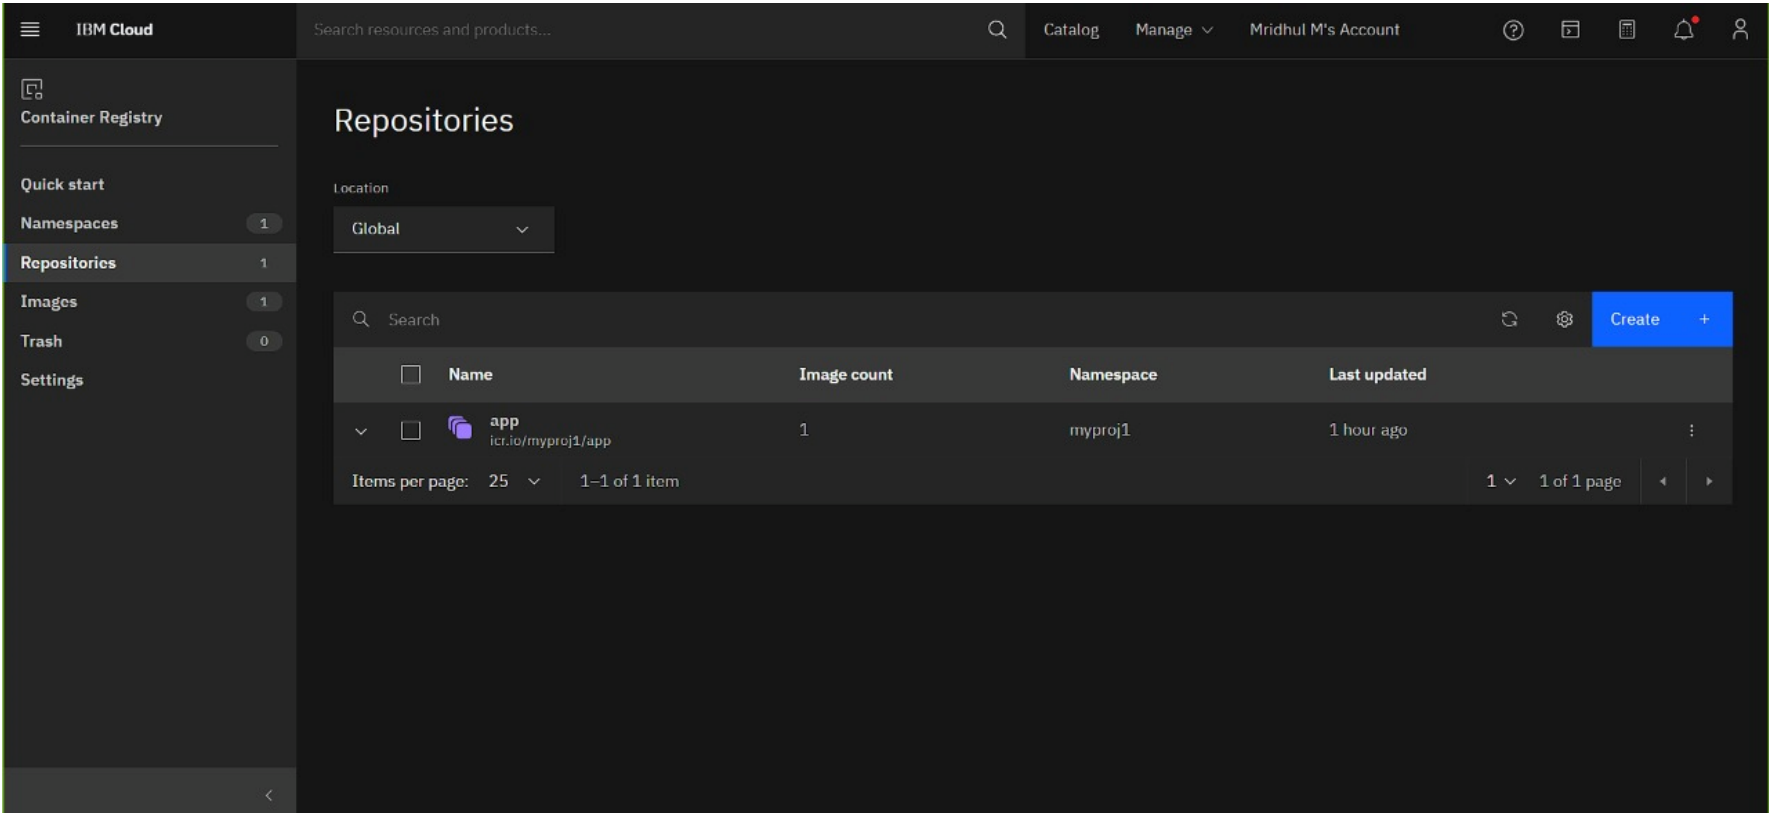 IBM Cloud
Search resources and products...
Catalog
Manage
Mridhul M's Account
Container Registry
Quick start
Namespaces 1
Repositories 1
Images 1
Trash 0
Settings
Repositories
Location
Global
Search
Create +
Name Image count Namespace Last updated
app
icr.io/myproj1/app
1 myproj1 1 hour ago
Items per page: 25 1–1 of 1 item 1 1 of 1 page